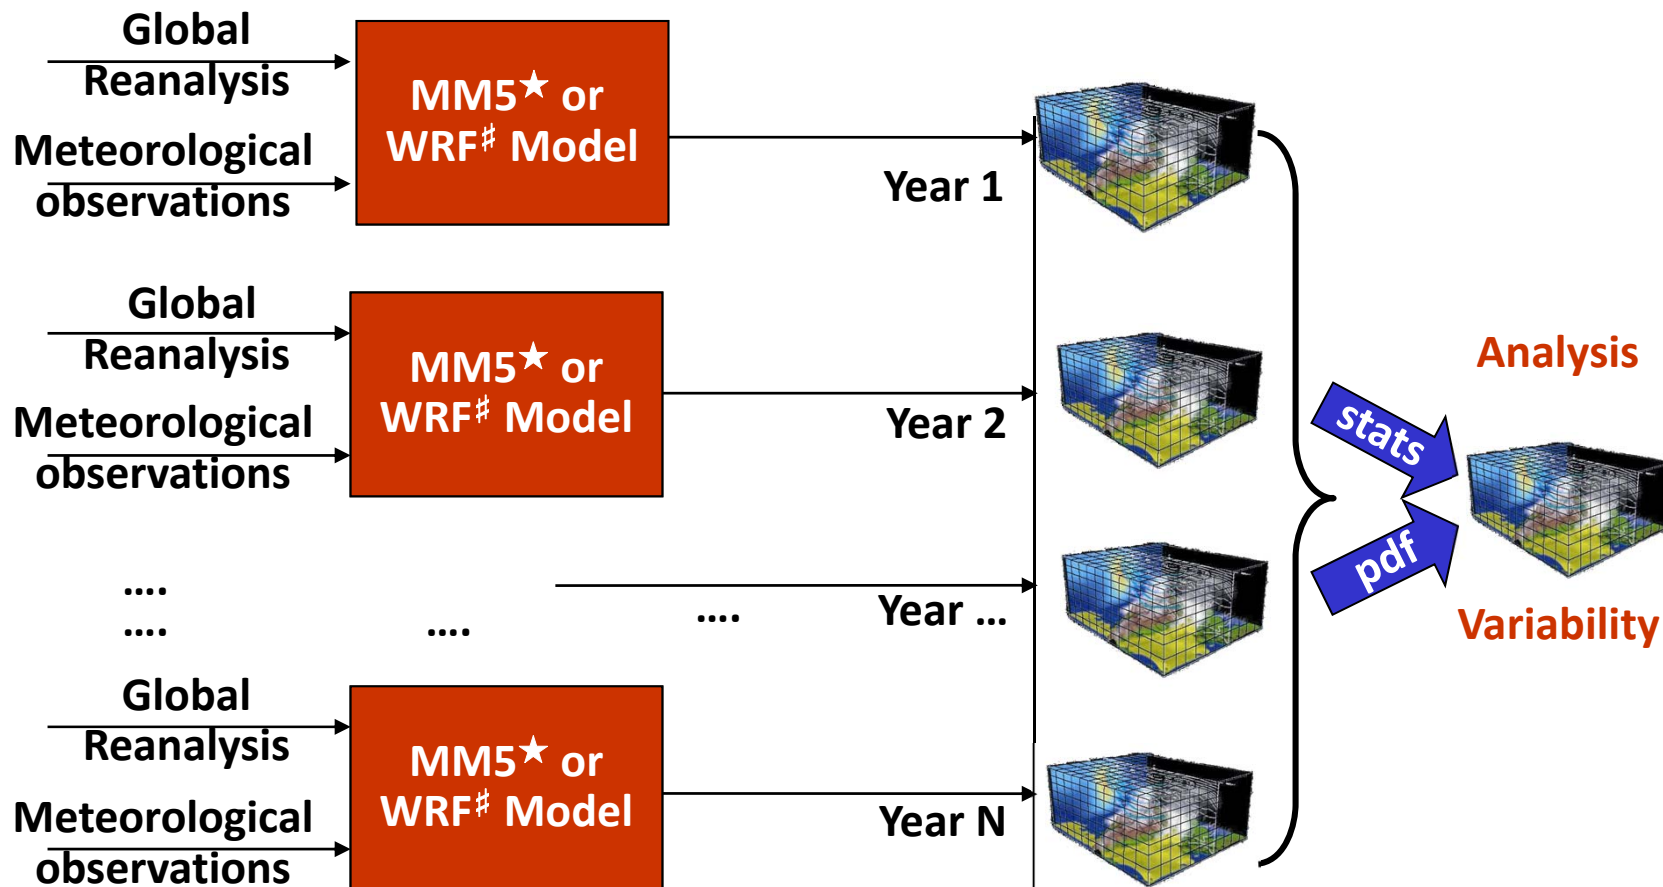 Global
Reanalysis
Meteorological
observations
MM5★ or
WRF♯ Model
Year 1
Global
Reanalysis
Meteorological
observations
MM5★ or
WRF♯ Model
Year 2
Analysis
stats
pdf
Variability
....
....
....
....
Year ...
Global
Reanalysis
Meteorological
observations
MM5★ or
WRF♯ Model
Year N